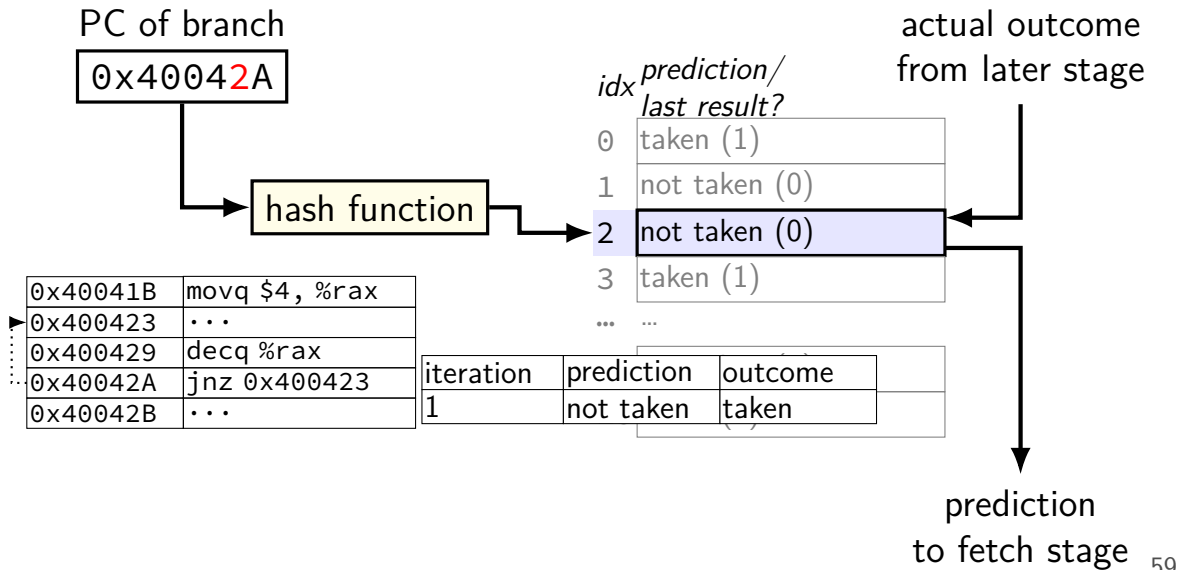 PC of branch
0x40042A
hash function
idx prediction/
last result?
0 taken (1)
1 not taken (0)
2 not taken (0)
3 taken (1)
… …
actual outcome
from later stage
0x40041B movq $4, %rax
0x400423 ···
0x400429 decq %rax
0x40042A jnz 0x400423
0x40042B ···
iteration prediction outcome
1 not taken taken
prediction
to fetch stage
59